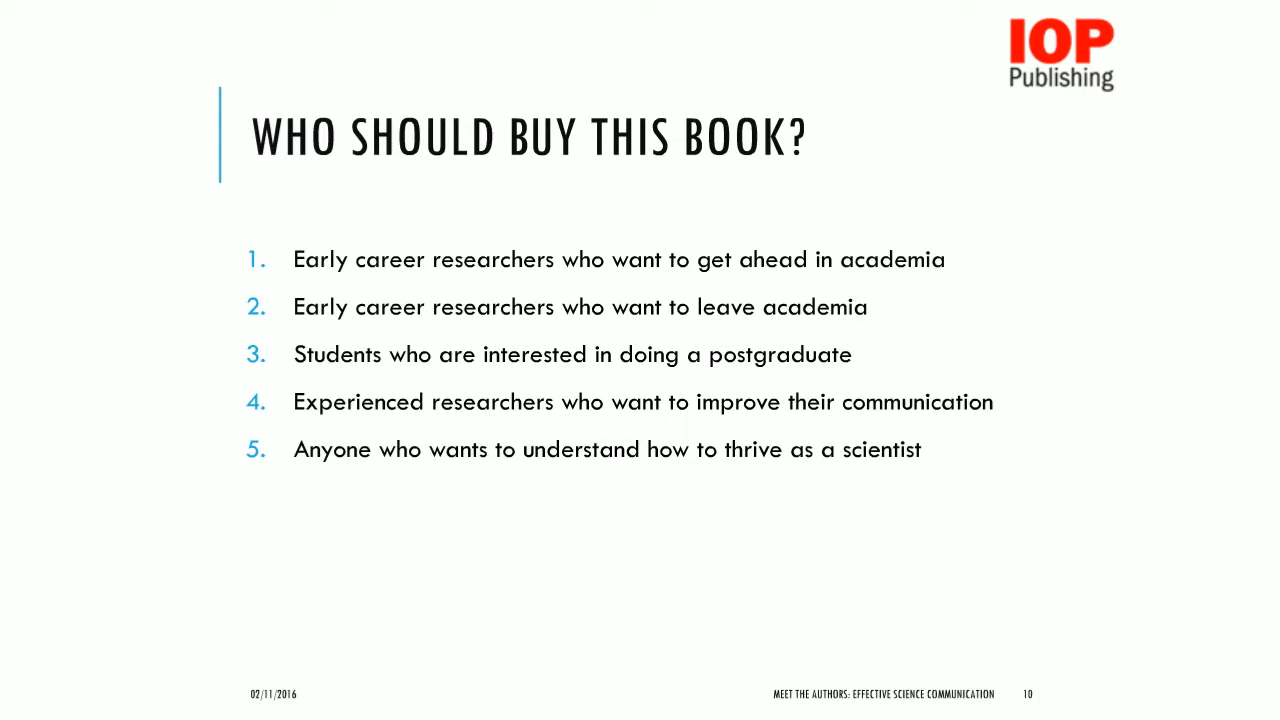 IOP
Publishing
WHO SHOULD BUY THIS BOOK?
1. Early career researchers who want to get ahead in academia
2. Early career researchers who want to leave academia
3. Students who are interested in doing a postgraduate
4. Experienced researchers who want to improve their communication
5. Anyone who wants to understand how to thrive as a scientist
02/11/2016 MEET THE AUTHORS: EFFECTIVE SCIENCE COMMUNICATION 10